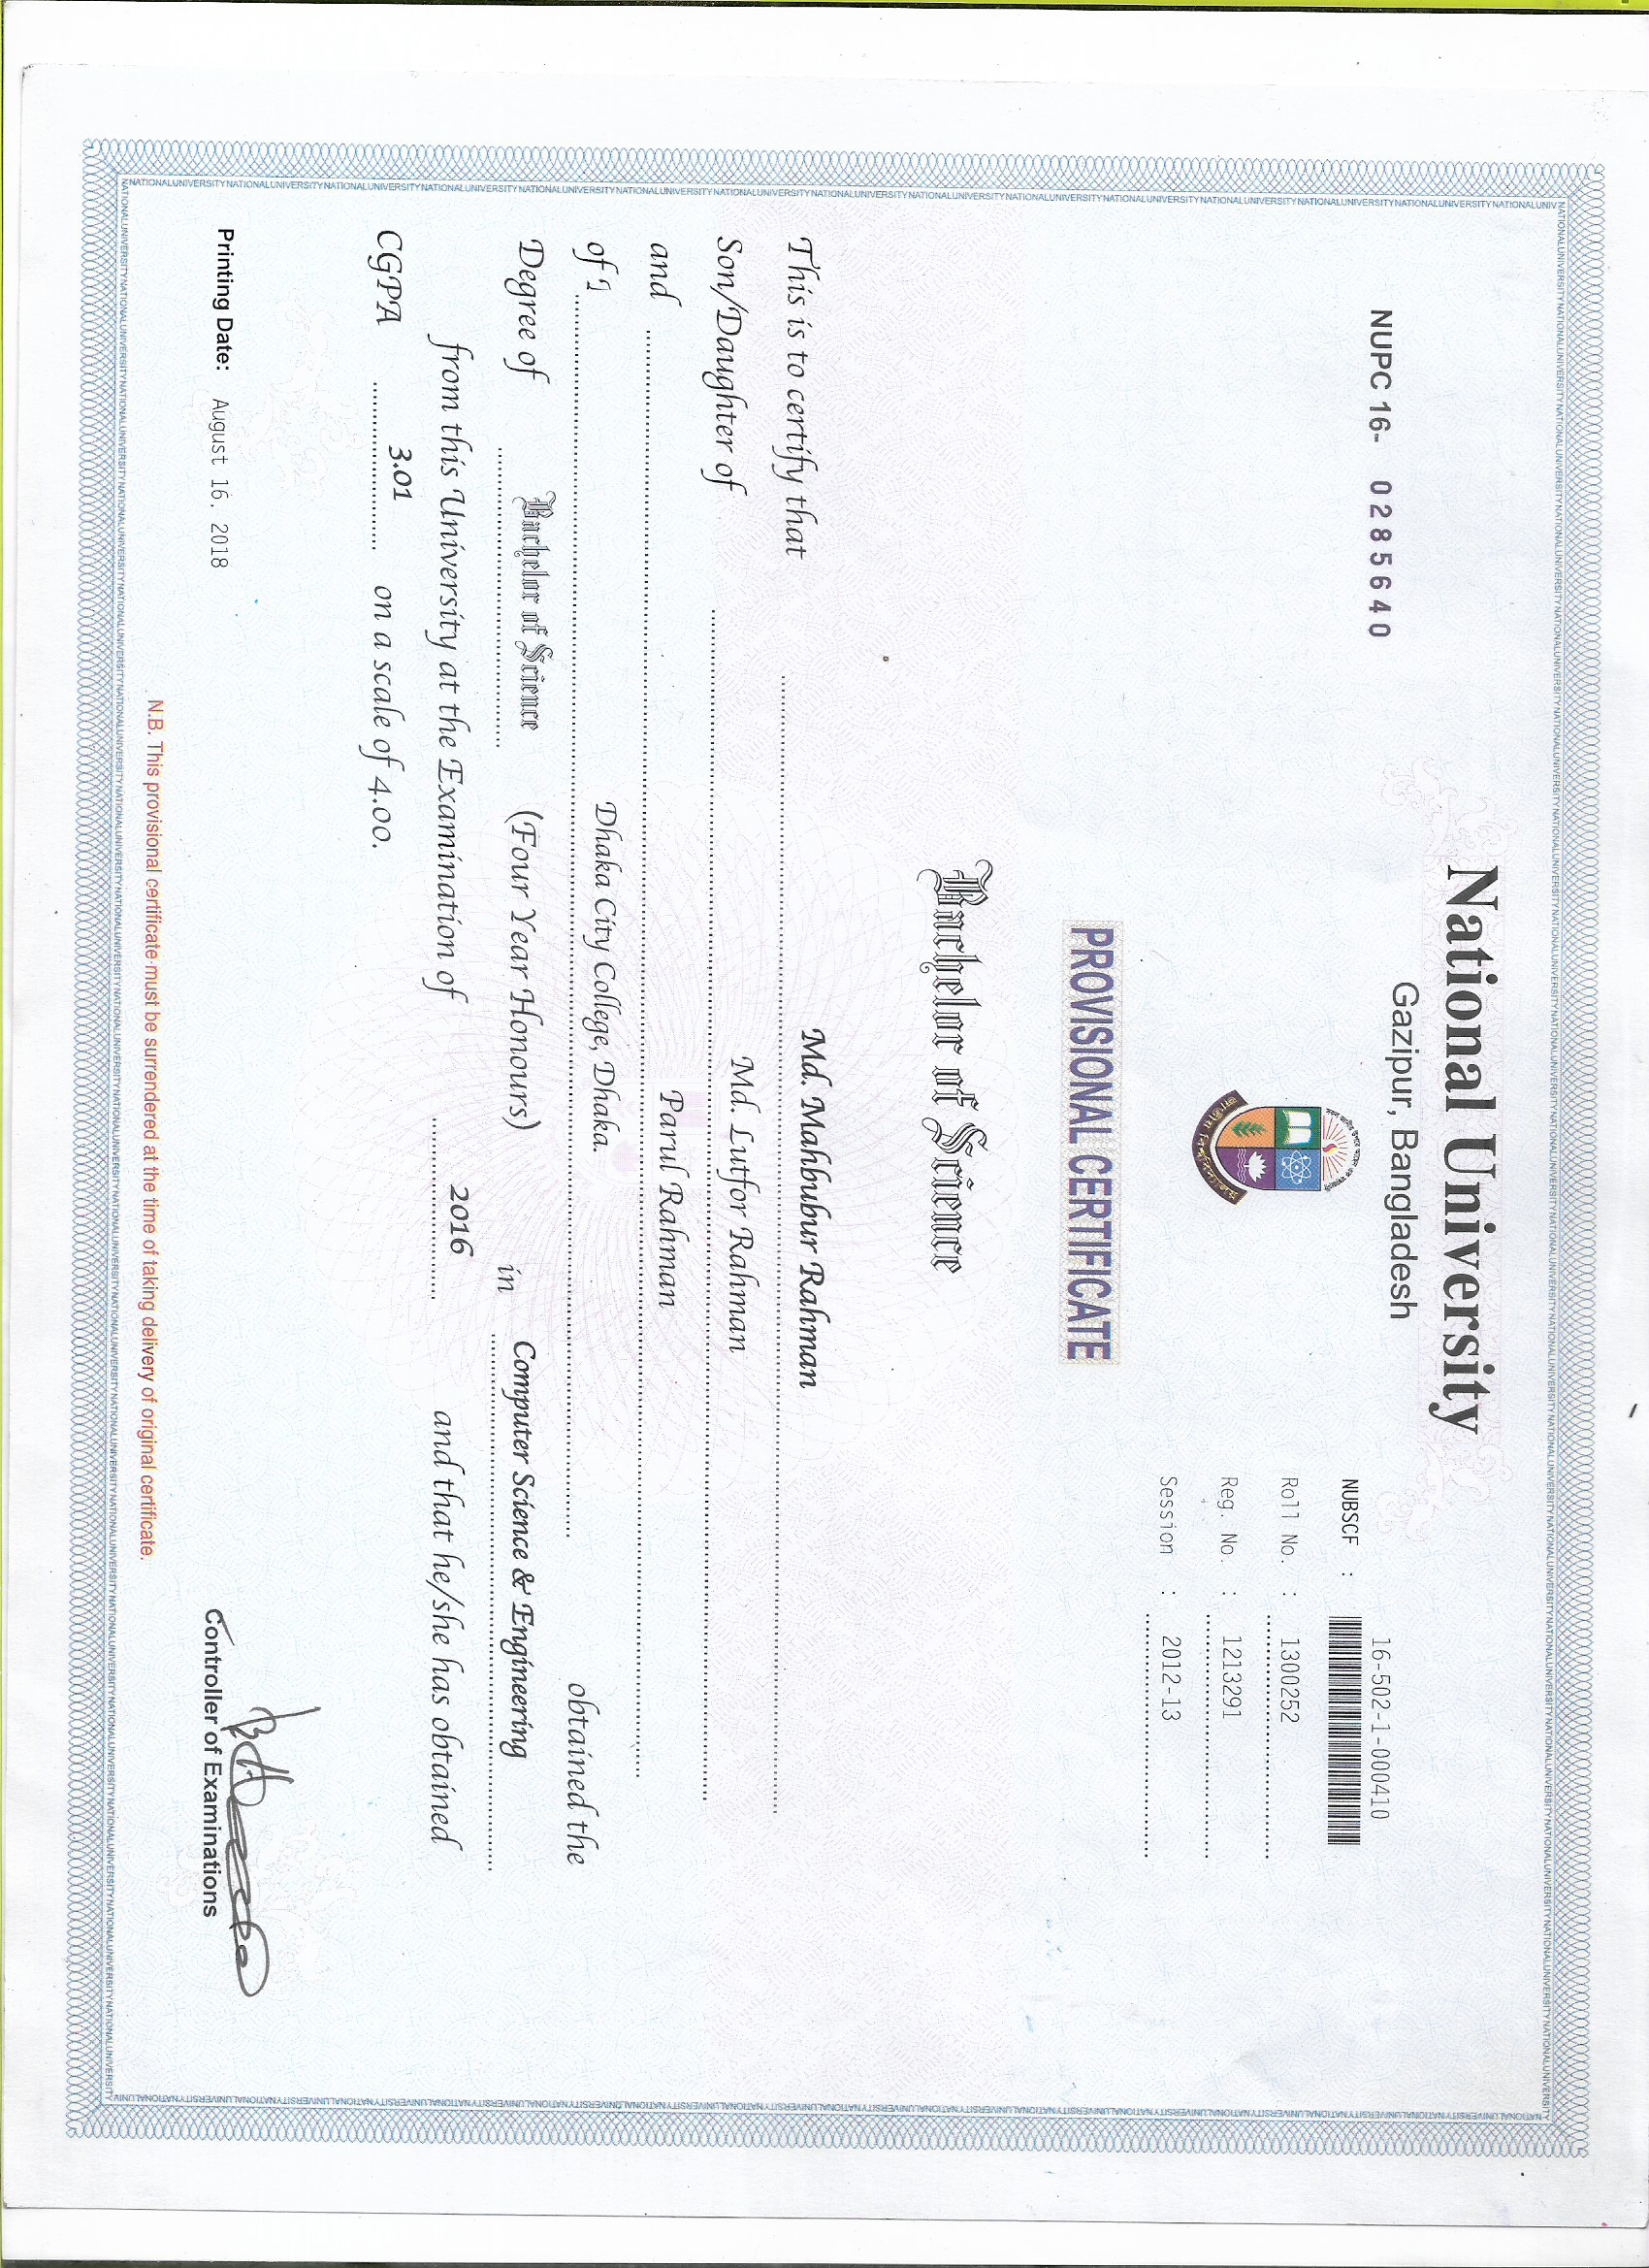 National University
Gazipur, Bangladesh
NUPC 16- 0285640
NUBSCF : 16-502-1-000410
Roll No. : 1300252
Reg. No. : 1213291
Session : 2012-13
PROVISIONAL CERTIFICATE
Bachelor of Science
This is to certify that Md. Mahbubur Rahman
Son/Daughter of Md. Lutfor Rahman
and Parul Rahman
of Dhaka City College, Dhaka. obtained the
Degree of Bachelor of Science (Four Year Honours) in Computer Science & Engineering
from this University at the Examination of 2016 and that he/she has obtained
CGPA 3.01 on a scale of 4.00.
Printing Date: August 16. 2018
Controller of Examinations
N.B. This provisional certificate must be surrendered at the time of taking delivery of original certificate.